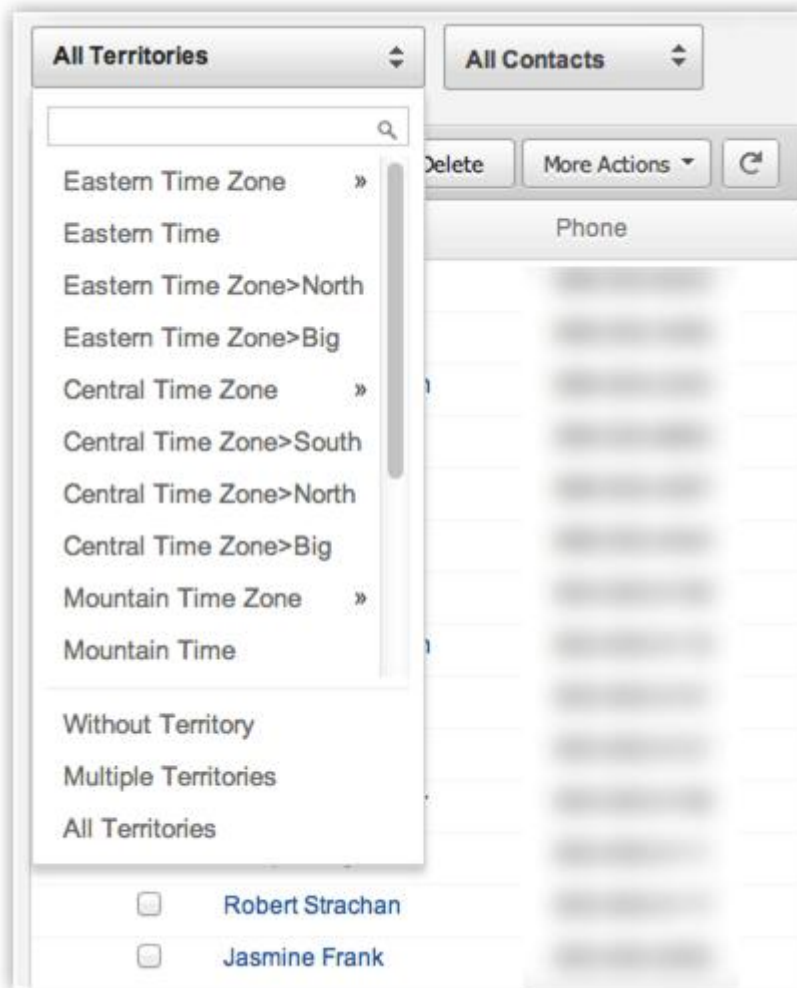 All Territories
All Contacts
Delete
More Actions
Phone
Eastern Time Zone »
Eastern Time
Eastern Time Zone>North
Eastern Time Zone>Big
Central Time Zone »
Central Time Zone>South
Central Time Zone>North
Central Time Zone>Big
Mountain Time Zone »
Mountain Time
Without Territory
Multiple Territories
All Territories
Robert Strachan
Jasmine Frank